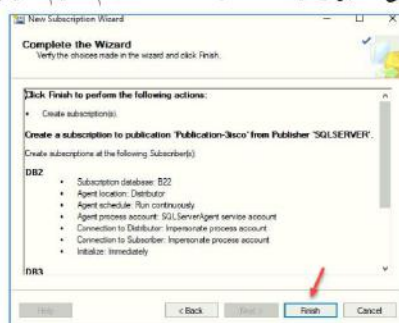 New Subscription Wizard
Complete the Wizard
Verify the choices made in the wizard and click Finish.
Click Finish to perform the following actions:
• Create subscription(s).
Create a subscription to publication 'Publication-3isco' from Publisher 'SQLSERVER'.
Create subscriptions at the following Subscriber(s):
DB2
• Subscription database: B22
• Agent location: Distributor
• Agent schedule: Run continuously
• Agent process account: SQLServerAgent service account
• Connection to Distributor: Impersonate process account
• Connection to Subscriber: Impersonate process account
• Initialize: Immediately
DB3
Help
< Back
Next >
Finish
Cancel